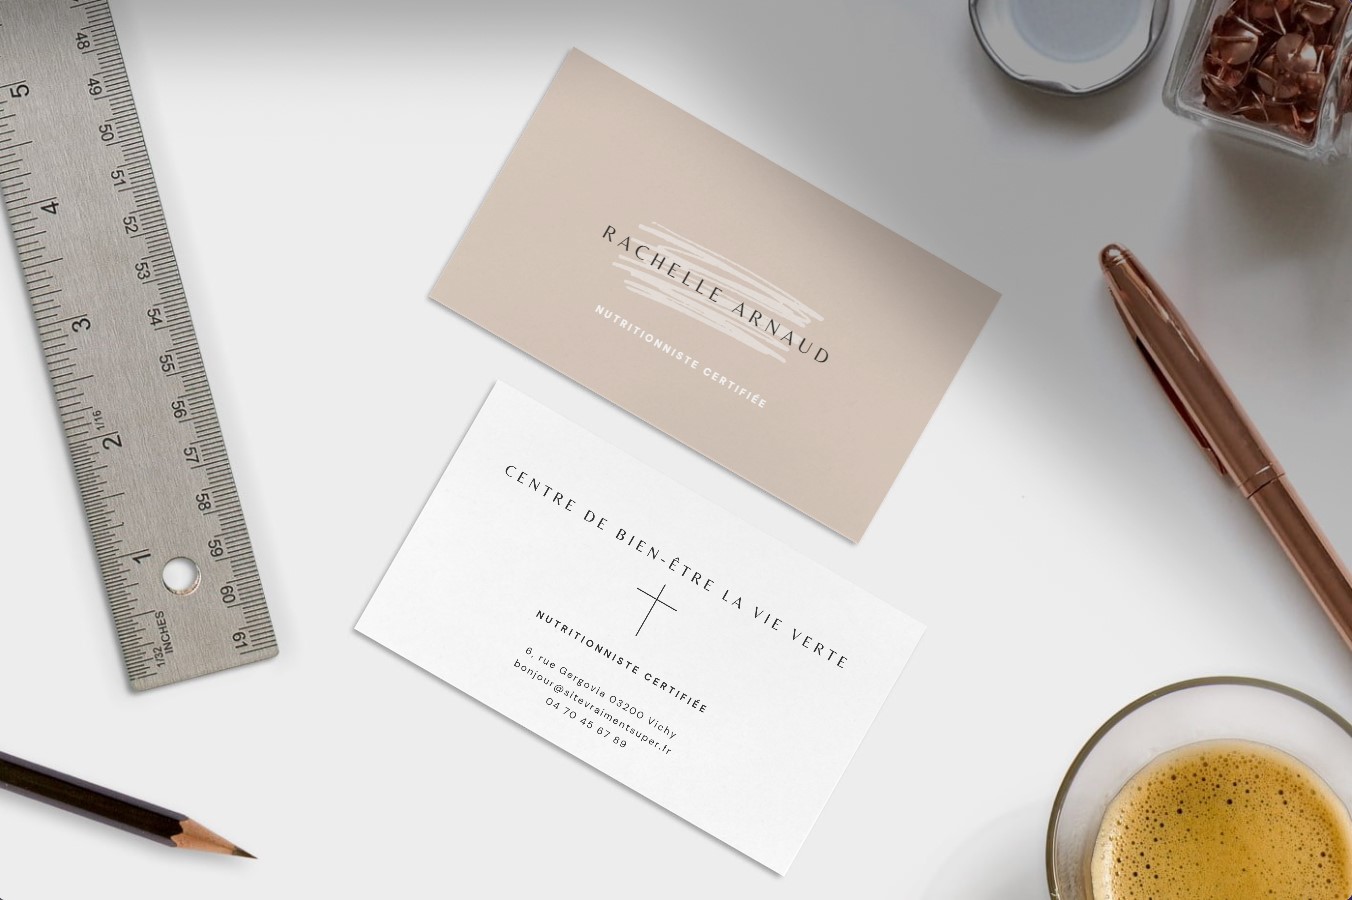 RACHELLE ARNAUD
NUTRITIONNISTE CERTIFIÉE
CENTRE DE BIEN-ÊTRE LA VIE VERTE
NUTRITIONNISTE CERTIFIÉE
6, rue Gergovia 03200 Vichy
bonjour@sitevraimentsuper.fr
04 70 45 67 89
5
4
3
2
1/16
1
1/32
INCHES
48
49
50
51
52
53
54
55
56
57
58
59
60
61